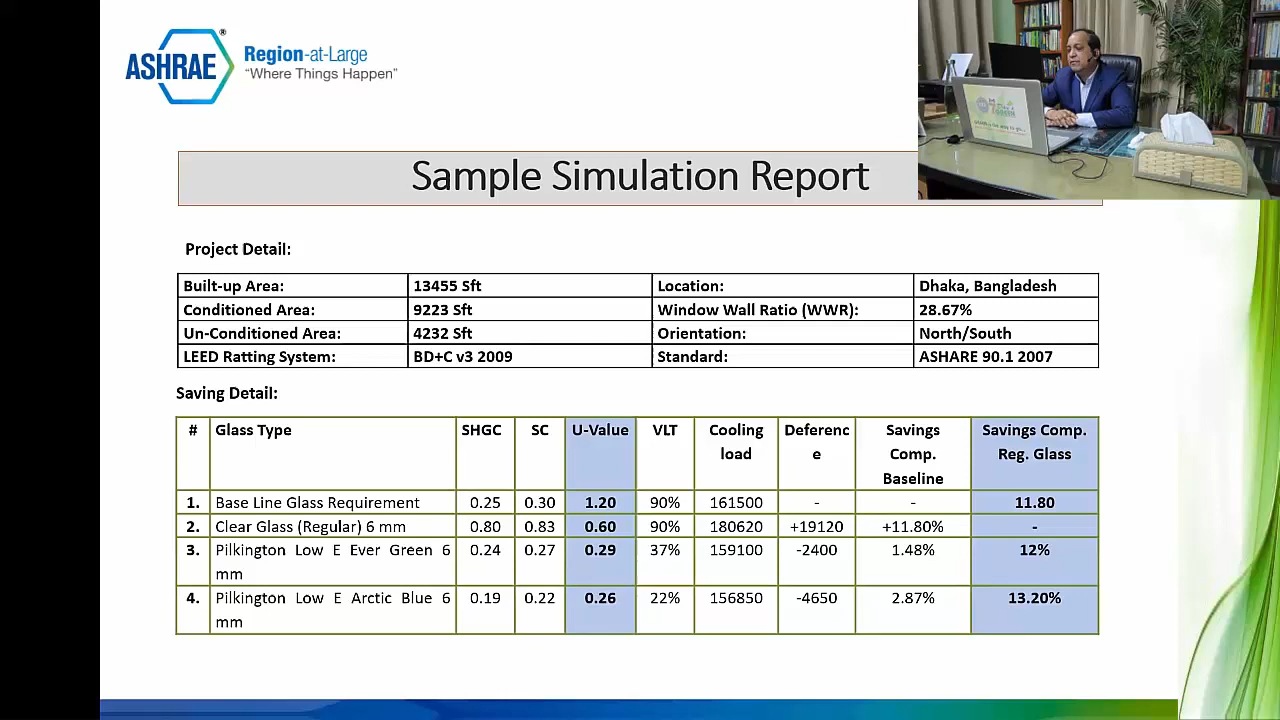 ASHRAE®
Region-at-Large
"Where Things Happen"
Sample Simulation Report
Project Detail:
Built-up Area: 13455 Sft Location: Dhaka, Bangladesh
Conditioned Area: 9223 Sft Window Wall Ratio (WWR): 28.67%
Un-Conditioned Area: 4232 Sft Orientation: North/South
LEED Ratting System: BD+C v3 2009 Standard: ASHARE 90.1 2007
Saving Detail:
# Glass Type SHGC SC U-Value VLT Cooling Deferenc Savings Savings Comp.
load e Comp. Reg. Glass
Baseline
1. Base Line Glass Requirement 0.25 0.30 1.20 90% 161500 - - 11.80
2. Clear Glass (Regular) 6 mm 0.80 0.83 0.60 90% 180620 +19120 +11.80% -
3. Pilkington Low E Ever Green 6 0.24 0.27 0.29 37% 159100 -2400 1.48% 12%
mm
4. Pilkington Low E Arctic Blue 6 0.19 0.22 0.26 22% 156850 -4650 2.87% 13.20%
mm